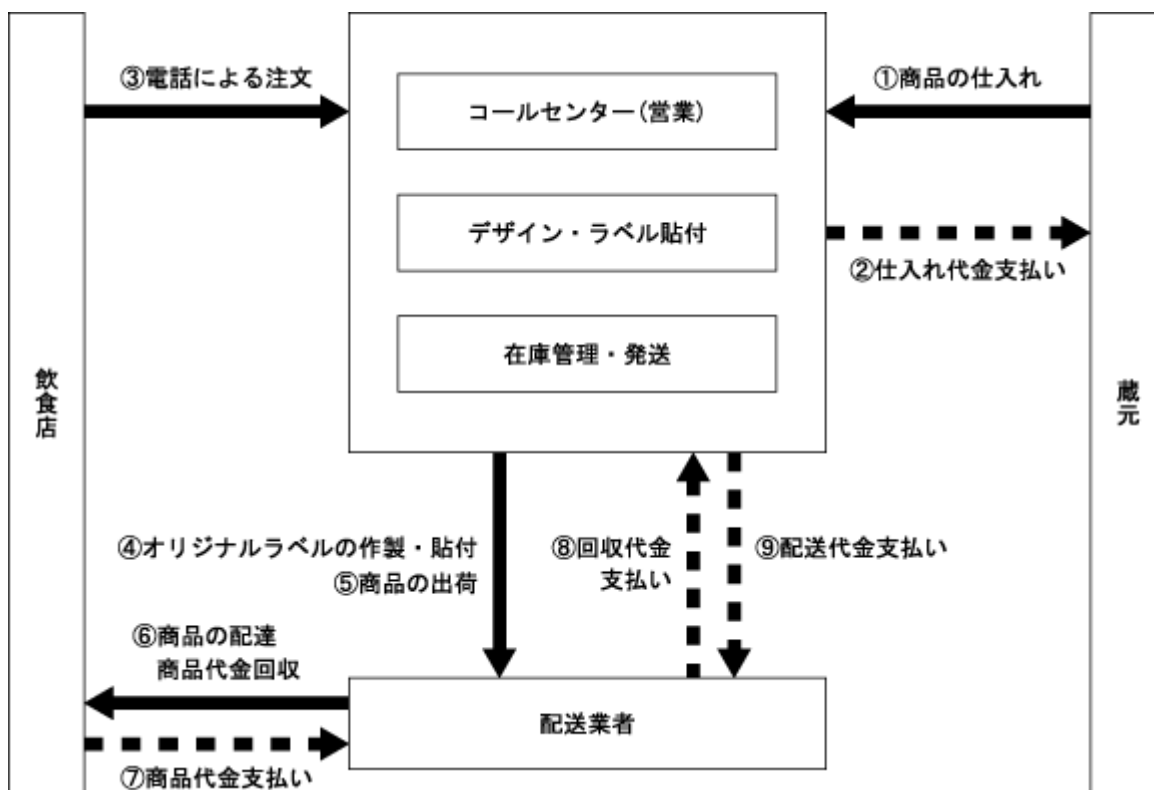 ③電話による注文
①商品の仕入れ
コールセンター(営業)
デザイン・ラベル貼付
②仕入れ代金支払い
在庫管理・発送
飲食店
蔵元
④オリジナルラベルの作製・貼付
⑤商品の出荷
⑧回収代金
支払い
⑨配送代金支払い
⑥商品の配達
商品代金回収
配送業者
⑦商品代金支払い